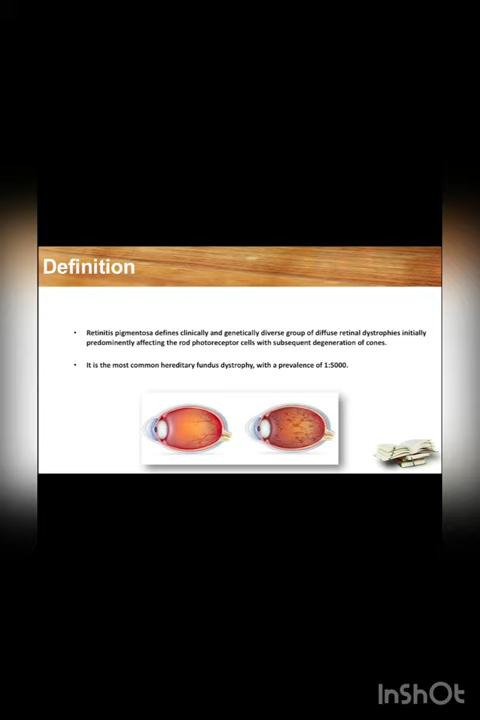 Definition
• Retinitis pigmentosa defines clinically and genetically diverse group of diffuse retinal dystrophies initially
predominently affecting the rod photoreceptor cells with subsequent degeneration of cones.
• It is the most common hereditary fundus dystrophy, with a prevalence of 1:5000.
InShOt